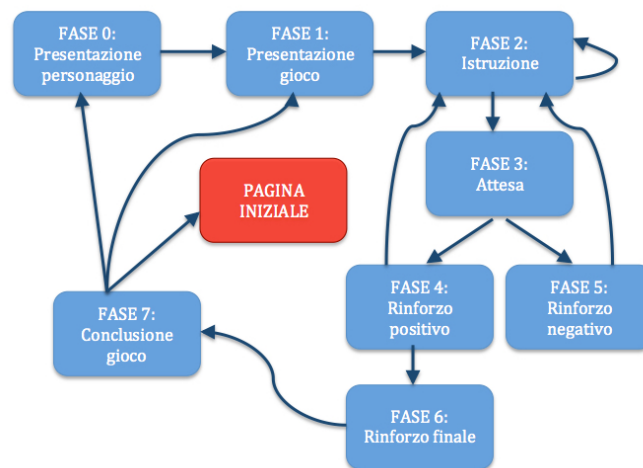 FASE 0:
Presentazione
personaggio
FASE 1:
Presentazione
gioco
FASE 2:
Istruzione
FASE 3:
Attesa
PAGINA
INIZIALE
FASE 4:
Rinforzo
positivo
FASE 5:
Rinforzo
negativo
FASE 7:
Conclusione
gioco
FASE 6:
Rinforzo finale